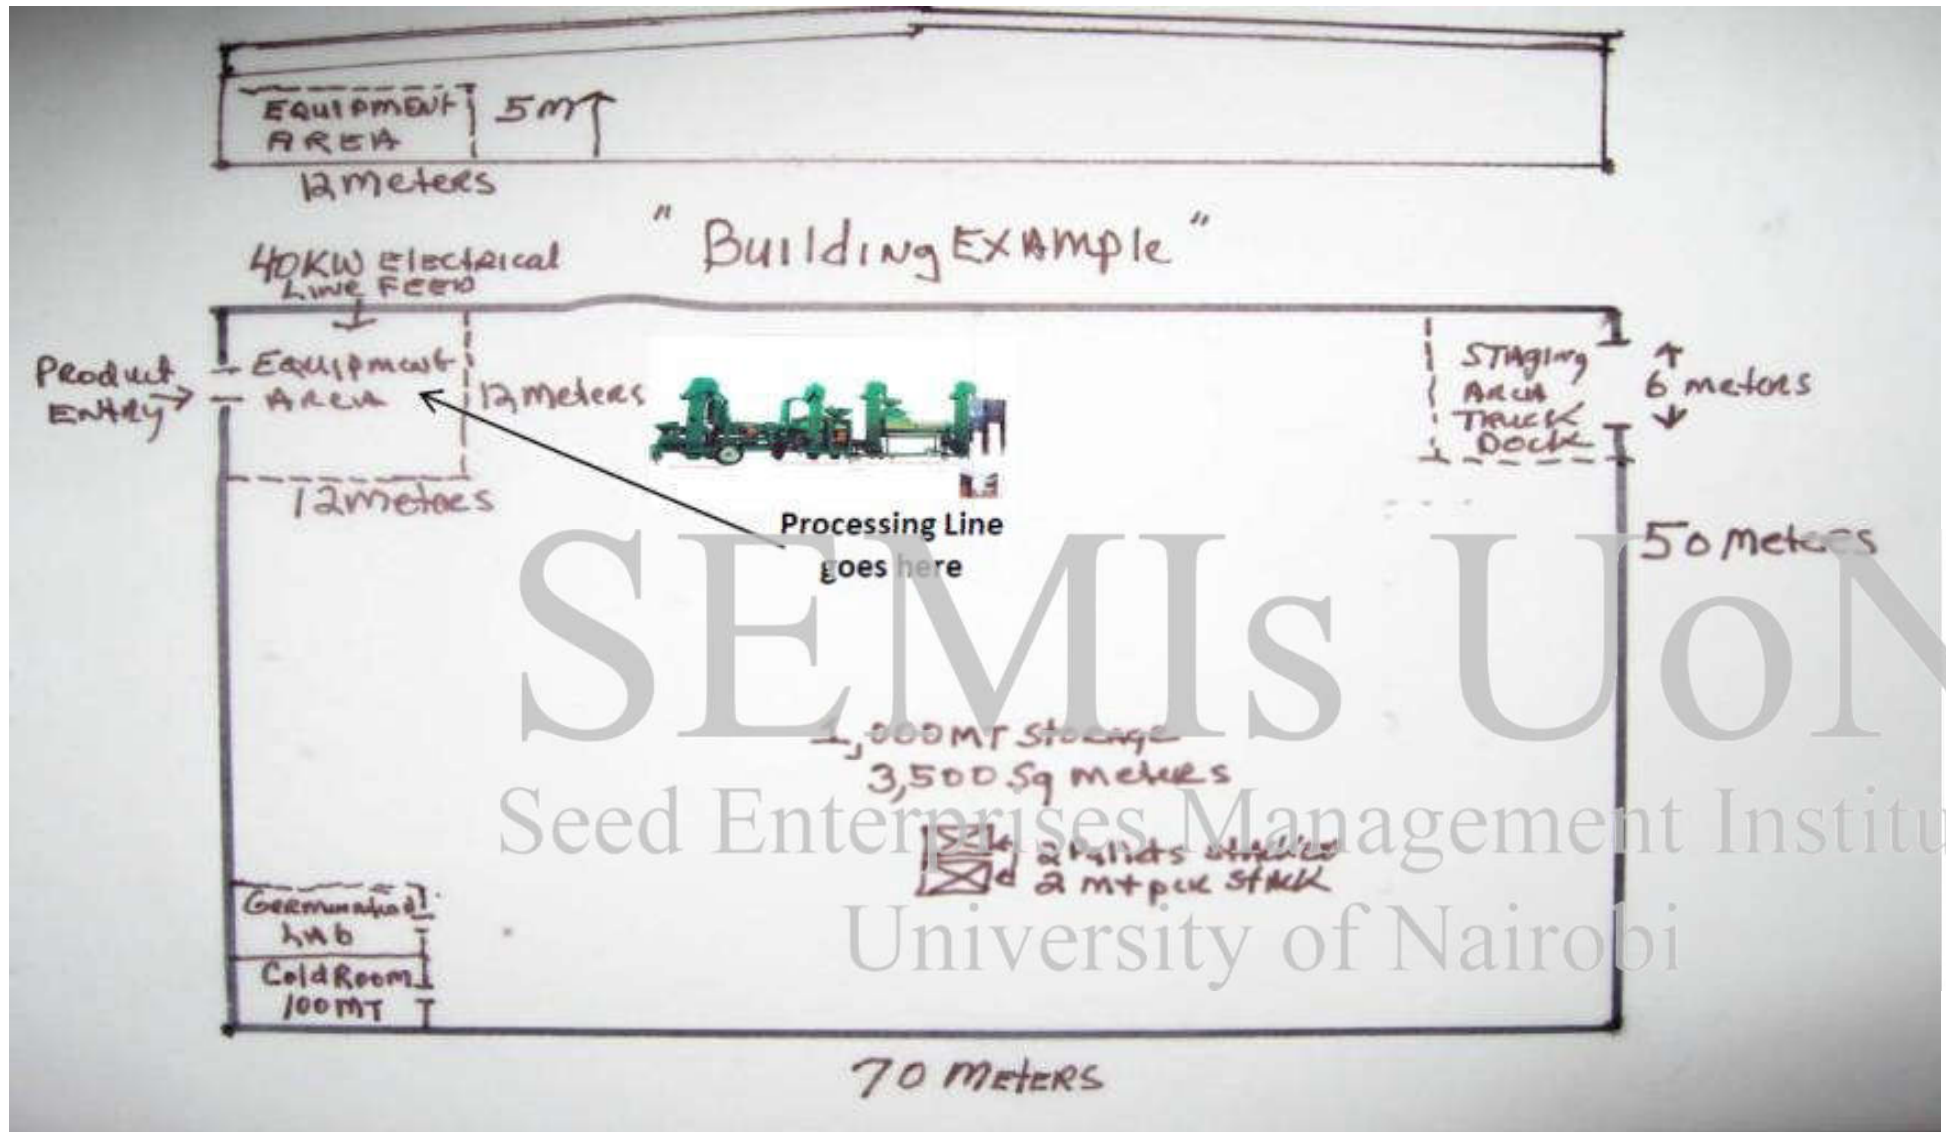 EQUIPMENT
AREA
5M
12 meters
"Building EXAMple"
40KW Electrical
Line FEED
Product
Entry
Equipment
Area
12 meters
12 meters
Staging
Area
Truck
Dock
6 meters
Processing Line
goes here
50 meters
SEMIs UoN
1,000 MT Storage
3,500 Sq meters
Seed Enterprises Management Institu
2 Pallets stacked
2 mt per stack
University of Nairobi
Germination
Lab
Cold Room
100 MT
70 METERS